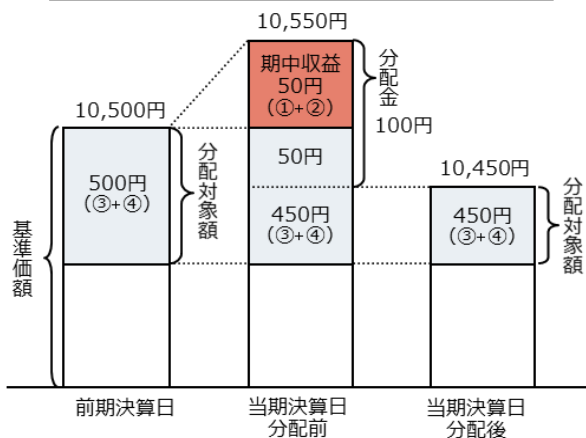 10,550円
期中収益
50円
(①+②)
分配金
100円
10,500円
500円
(③+④)
分配対象額
50円
450円
(③+④)
10,450円
450円
(③+④)
分配対象額
基準価額
前期決算日
当期決算日
分配前
当期決算日
分配後